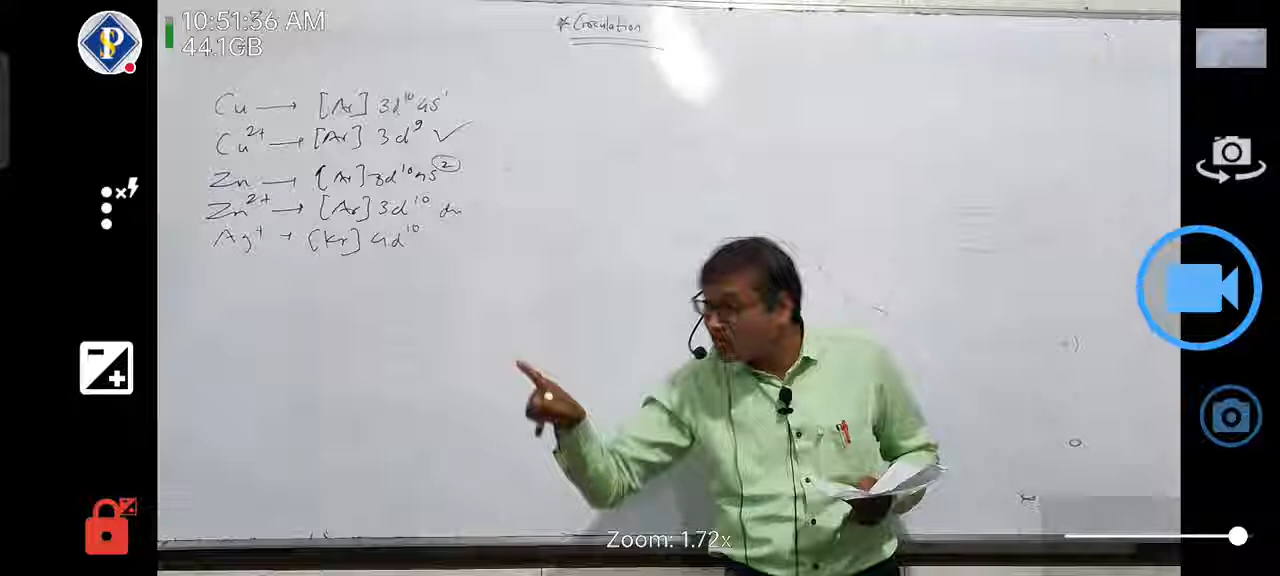 10:51:36 AM
44.1GB
Cu → [Ar] 3d¹⁰ 4s¹
Cu²⁺ → [Ar] 3d⁹ ✓
Zn → [Ar] 3d¹⁰ 4s²
Zn²⁺ → [Ar] 3d¹⁰
Ag⁺ → [Kr] 4d¹⁰
Zoom: 1.72x